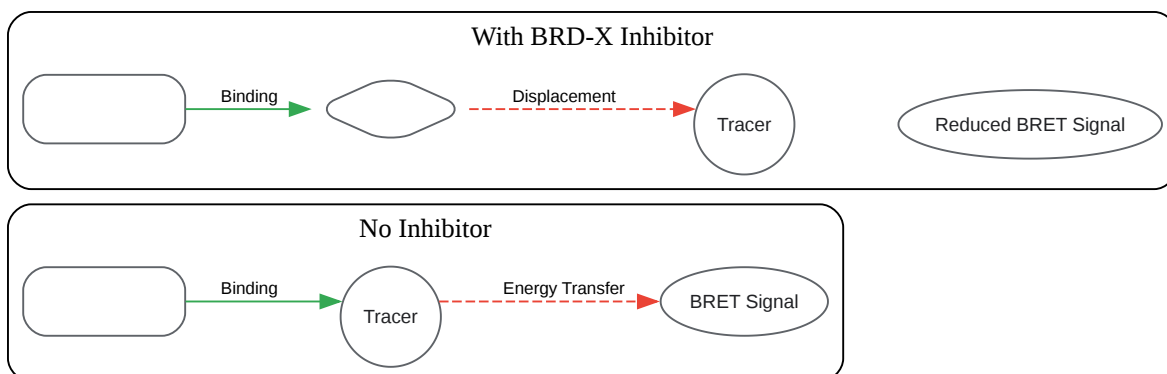 With BRD-X Inhibitor
Binding
Displacement
Tracer
Reduced BRET Signal
No Inhibitor
Binding
Tracer
Energy Transfer
BRET Signal